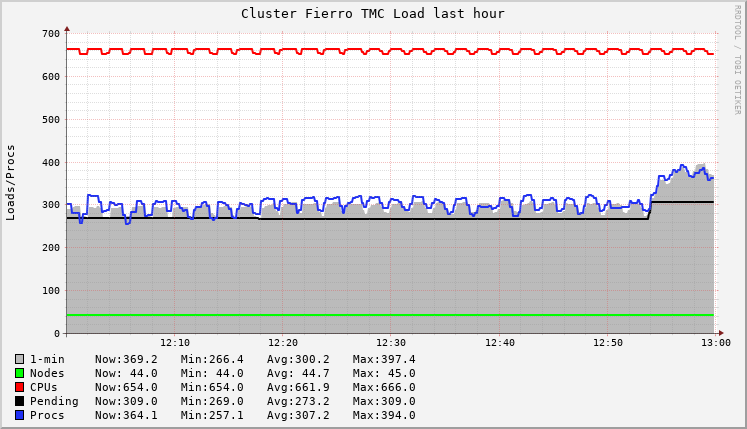 Cluster Fierro TMC Load last hour
RRDTOOL / TOBI OETIKER
Loads/Procs
700
600
500
400
300
200
100
0
12:10 12:20 12:30 12:40 12:50 13:00
1-min Now:369.2 Min:266.4 Avg:300.2 Max:397.4
Nodes Now: 44.0 Min: 44.0 Avg: 44.7 Max: 45.0
CPUs Now:654.0 Min:654.0 Avg:661.9 Max:666.0
Pending Now:309.0 Min:269.0 Avg:273.2 Max:309.0
Procs Now:364.1 Min:257.1 Avg:307.2 Max:394.0